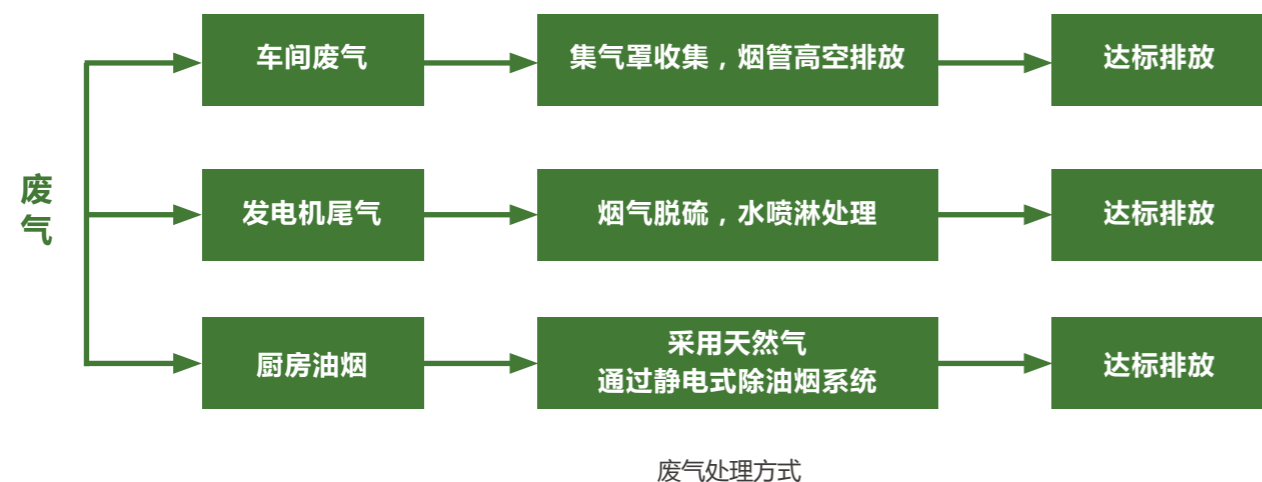 废气
车间废气
集气罩收集，烟管高空排放
达标排放
发电机尾气
烟气脱硫，水喷淋处理
达标排放
厨房油烟
采用天然气
通过静电式除油烟系统
达标排放
废气处理方式